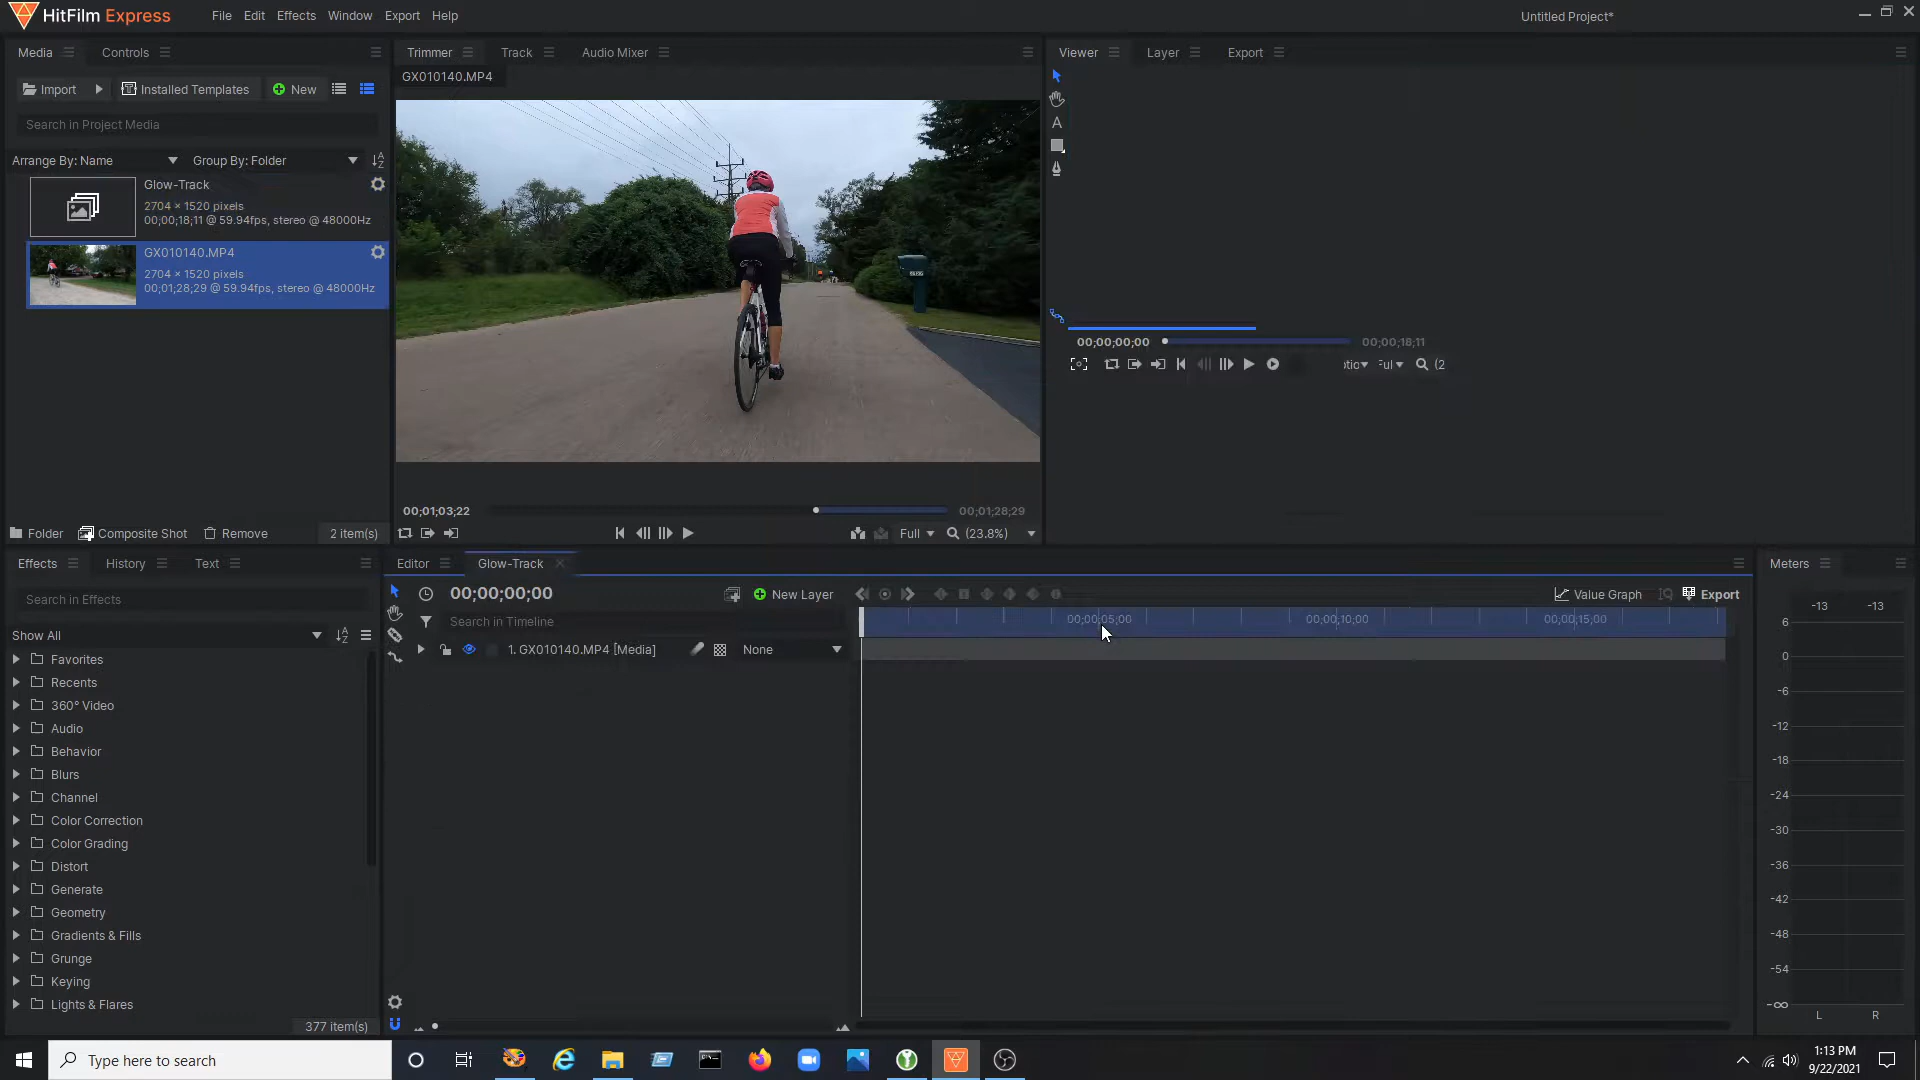 HitFilm Express
File Edit Effects Window Export Help
Untitled Project*
Media Controls
Import Installed Templates New
Search in Project Media
Arrange By: Name Group By: Folder
Glow-Track
2704 × 1520 pixels
00;00;18;11 @ 59.94fps, stereo @ 48000Hz
GX010140.MP4
2704 × 1520 pixels
00;01;28;29 @ 59.94fps, stereo @ 48000Hz
Folder Composite Shot Remove 2 item(s)
Trimmer Track Audio Mixer
GX010140.MP4
00;01;03;22 00;01;28;29
Full (23.8%)
Viewer Layer Export
A
00;00;00;00 00;00;18;11
(2
Effects History Text
Search in Effects
Show All
Favorites
Recents
360° Video
Audio
Behavior
Blurs
Channel
Color Correction
Color Grading
Distort
Generate
Geometry
Gradients & Fills
Grunge
Keying
Lights & Flares
377 item(s)
Editor Glow-Track
00;00;00;00 New Layer Value Graph Export
Search in Timeline
00;00;05;00 00;00;10;00 00;00;15;00
1. GX010140.MP4 [Media] None
Meters
-13 -13
6
0
-6
-12
-18
-24
-30
-36
-42
-48
-54
-∞
L R
Type here to search
1:13 PM
9/22/2021